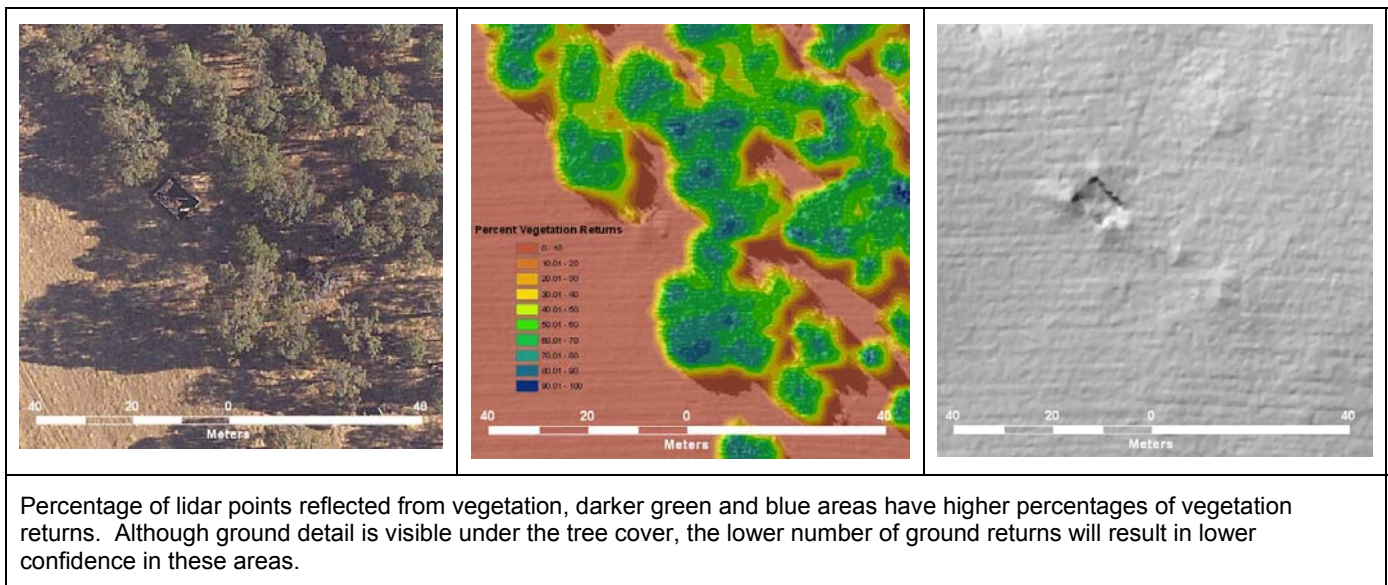 40 20 0 48
Meters
Percent Vegetation Returns
0 - 10
10.01 - 20
20.01 - 30
30.01 - 40
40.01 - 50
50.01 - 60
60.01 - 70
70.01 - 80
80.01 - 90
90.01 - 100
40 20 0 40
Meters
40 20 0 40
Meters
Percentage of lidar points reflected from vegetation, darker green and blue areas have higher percentages of vegetation
returns. Although ground detail is visible under the tree cover, the lower number of ground returns will result in lower
confidence in these areas.